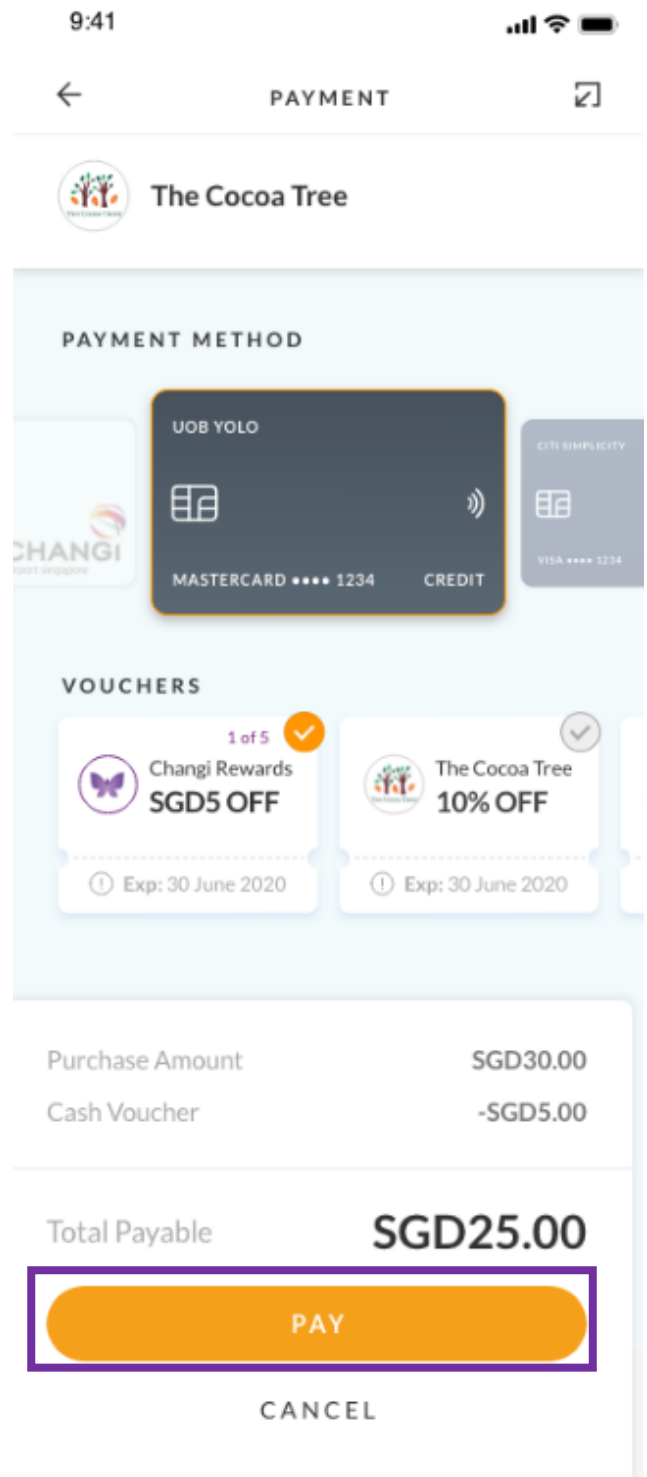 9:41
PAYMENT
The Cocoa Tree
PAYMENT METHOD
UOB YOLO
CITI SIMPLICITY
CHANGI
MASTERCARD •••• 1234 CREDIT
VISA •••• 1234
VOUCHERS
1 of 5
Changi Rewards
SGD5 OFF
The Cocoa Tree
10% OFF
Exp: 30 June 2020
Exp: 30 June 2020
Purchase Amount SGD30.00
Cash Voucher -SGD5.00
Total Payable SGD25.00
PAY
CANCEL